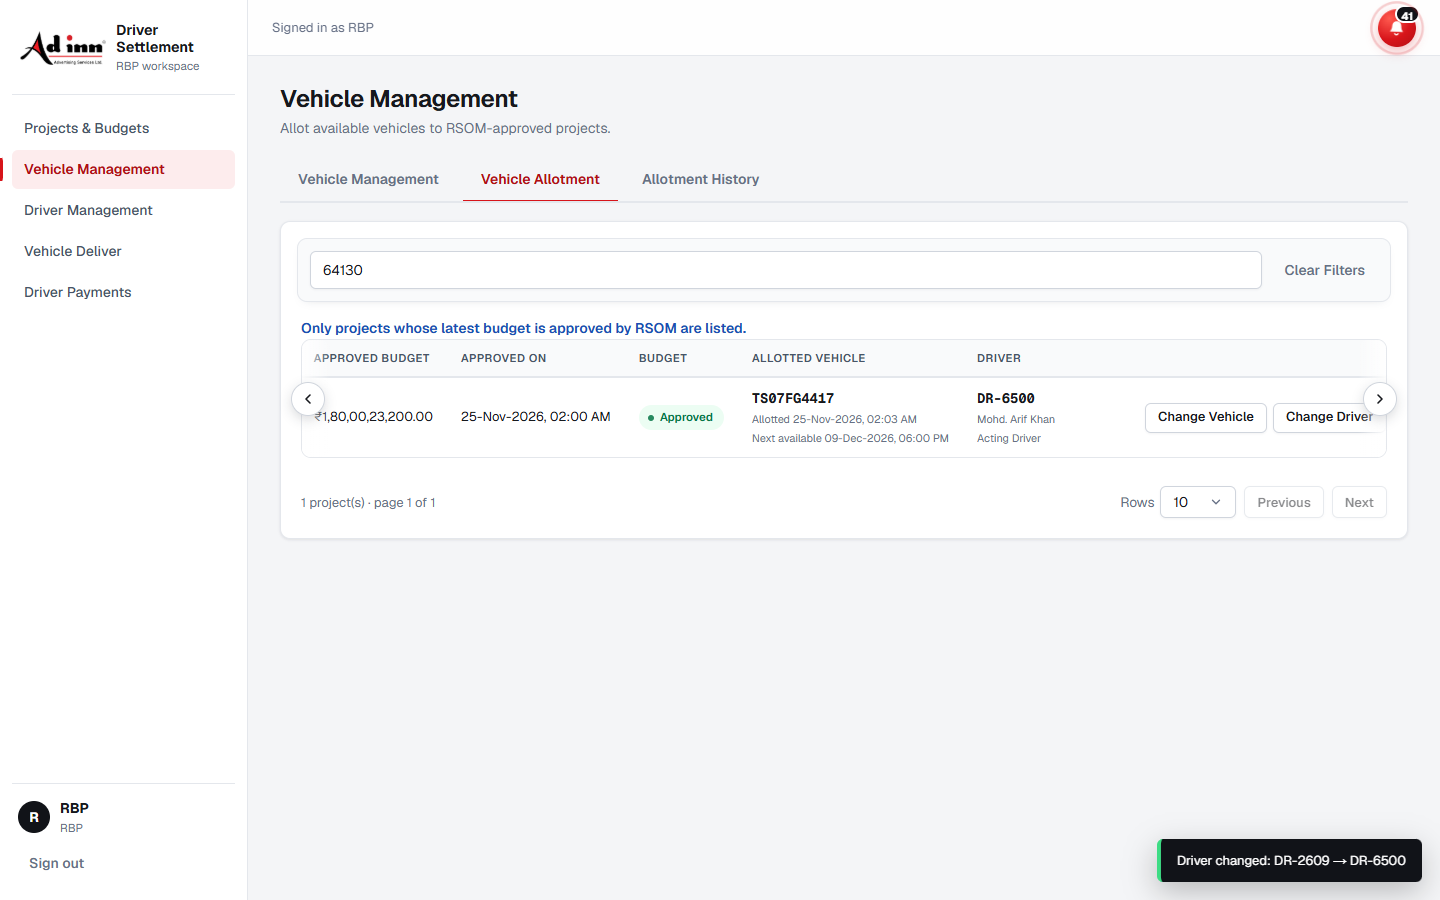 Ad inn
Advertising Services Ltd
Driver
Settlement
RBP workspace
Projects & Budgets
Vehicle Management
Driver Management
Vehicle Deliver
Driver Payments
RBP
R
RBP
Sign out
Signed in as RBP
41
Vehicle Management
Allot available vehicles to RSOM-approved projects.
Vehicle Management
Vehicle Allotment
Allotment History
64130
Clear Filters
Only projects whose latest budget is approved by RSOM are listed.
APPROVED BUDGET
APPROVED ON
BUDGET
ALLOTTED VEHICLE
DRIVER
₹1,80,00,23,200.00
25-Nov-2026, 02:00 AM
Approved
TS07FG4417
Allotted 25-Nov-2026, 02:03 AM
Next available 09-Dec-2026, 06:00 PM
DR-6500
Mohd. Arif Khan
Acting Driver
Change Vehicle
Change Driver
1 project(s) · page 1 of 1
Rows
10
Previous
Next
Driver changed: DR-2609 → DR-6500